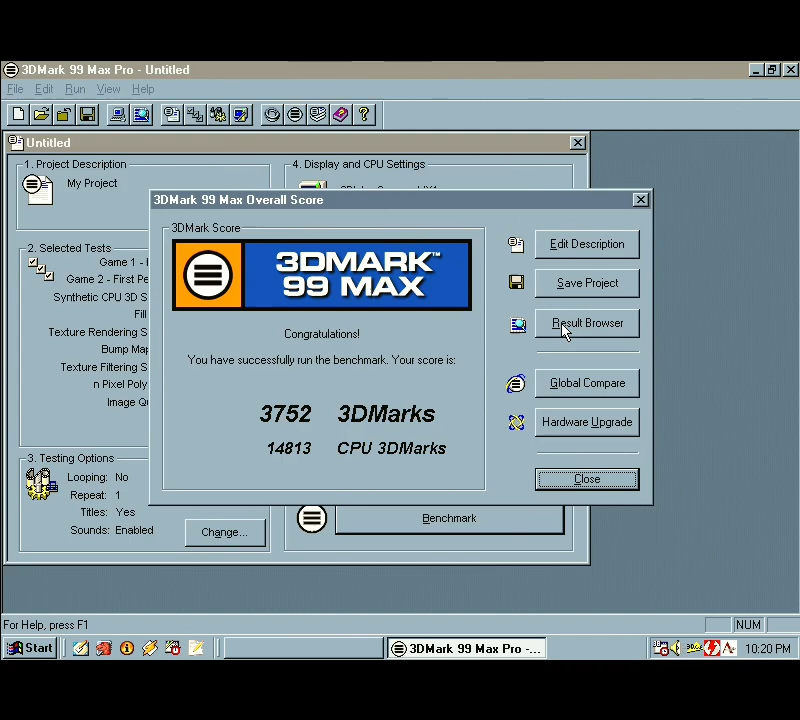 3DMark 99 Max Pro - Untitled
File Edit Run View Help
Untitled
1. Project Description
My Project
4. Display and CPU Settings
3DMark 99 Max Overall Score
3DMark Score
3DMARK™
99 MAX
Congratulations!
You have successfully run the benchmark. Your score is:
3752 3DMarks
14813 CPU 3DMarks
Edit Description
Save Project
Result Browser
Global Compare
Hardware Upgrade
Close
2. Selected Tests
Game 1 -
Game 2 - First
Synthetic CPU 3D
Fill
Texture Rendering
Bump
Texture Filtering
n Pixel
Image
3. Testing Options
Looping: No
Repeat: 1
Titles: Yes
Sounds: Enabled
Change...
Benchmark
For Help, press F1
NUM
Start
3DMark 99 Max Pro -...
10:20 PM